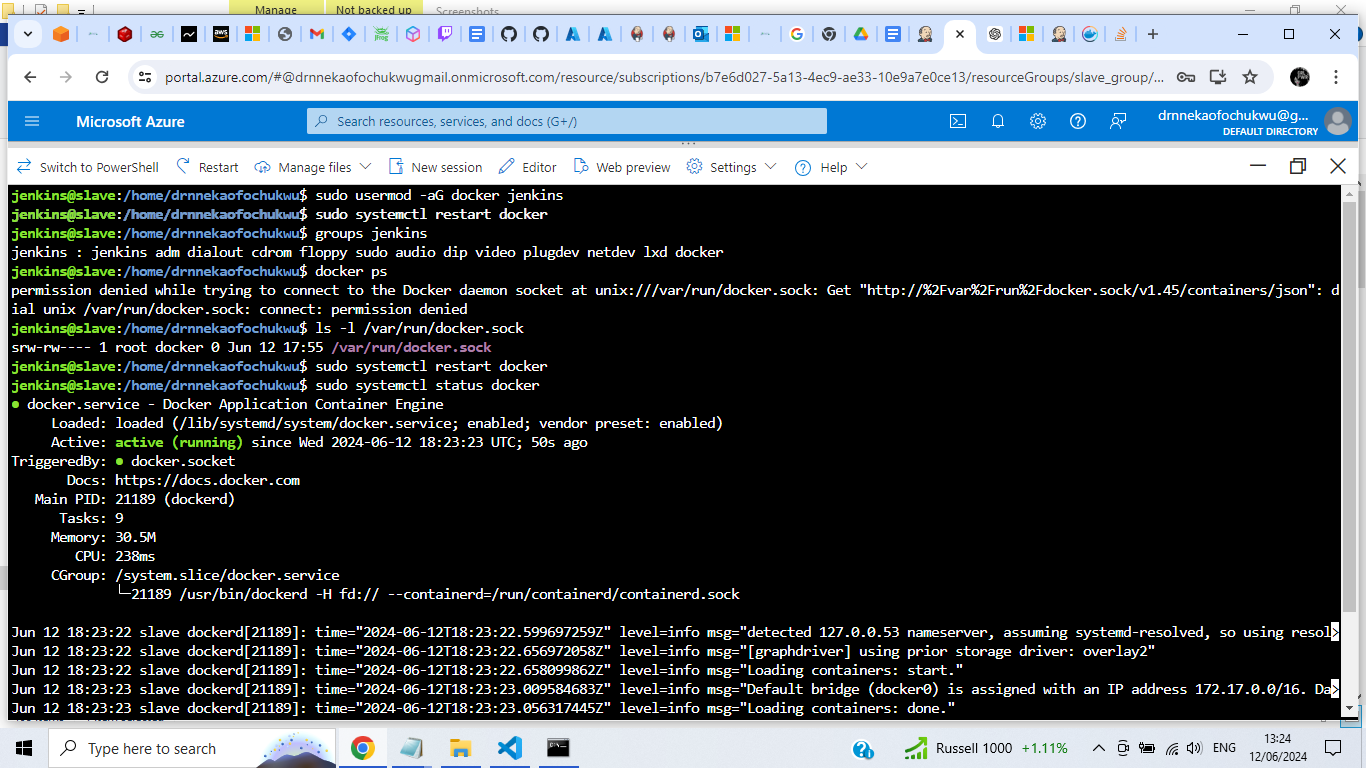 Manage
Not backed up
Screenshots
aws
portal.azure.com/#@drnnekaofochukwugmail.onmicrosoft.com/resource/subscriptions/b7e6d027-5a13-4ec9-ae33-10e9a7e0ce13/resourceGroups/slave_group/...
Microsoft Azure
Search resources, services, and docs (G+/)
drnnekaofochukwu@g...
DEFAULT DIRECTORY
Switch to PowerShell Restart Manage files New session Editor Web preview Settings Help
jenkins@slave:/home/drnnekaofochukwu$ sudo usermod -aG docker jenkins
jenkins@slave:/home/drnnekaofochukwu$ sudo systemctl restart docker
jenkins@slave:/home/drnnekaofochukwu$ groups jenkins
jenkins : jenkins adm dialout cdrom floppy sudo audio dip video plugdev netdev lxd docker
jenkins@slave:/home/drnnekaofochukwu$ docker ps
permission denied while trying to connect to the Docker daemon socket at unix:///var/run/docker.sock: Get "http://%2Fvar%2Frun%2Fdocker.sock/v1.45/containers/json": d
ial unix /var/run/docker.sock: connect: permission denied
jenkins@slave:/home/drnnekaofochukwu$ ls -l /var/run/docker.sock
srw-rw---- 1 root docker 0 Jun 12 17:55 /var/run/docker.sock
jenkins@slave:/home/drnnekaofochukwu$ sudo systemctl restart docker
jenkins@slave:/home/drnnekaofochukwu$ sudo systemctl status docker
● docker.service - Docker Application Container Engine
Loaded: loaded (/lib/systemd/system/docker.service; enabled; vendor preset: enabled)
Active: active (running) since Wed 2024-06-12 18:23:23 UTC; 50s ago
TriggeredBy: ● docker.socket
Docs: https://docs.docker.com
Main PID: 21189 (dockerd)
Tasks: 9
Memory: 30.5M
CPU: 238ms
CGroup: /system.slice/docker.service
└─21189 /usr/bin/dockerd -H fd:// --containerd=/run/containerd/containerd.sock
Jun 12 18:23:22 slave dockerd[21189]: time="2024-06-12T18:23:22.599697259Z" level=info msg="detected 127.0.0.53 nameserver, assuming systemd-resolved, so using resol>
Jun 12 18:23:22 slave dockerd[21189]: time="2024-06-12T18:23:22.656972058Z" level=info msg="[graphdriver] using prior storage driver: overlay2"
Jun 12 18:23:22 slave dockerd[21189]: time="2024-06-12T18:23:22.658099862Z" level=info msg="Loading containers: start."
Jun 12 18:23:23 slave dockerd[21189]: time="2024-06-12T18:23:23.009584683Z" level=info msg="Default bridge (docker0) is assigned with an IP address 172.17.0.0/16. Da>
Jun 12 18:23:23 slave dockerd[21189]: time="2024-06-12T18:23:23.056317445Z" level=info msg="Loading containers: done."
Type here to search
Russell 1000 +1.11%
ENG
13:24
12/06/2024